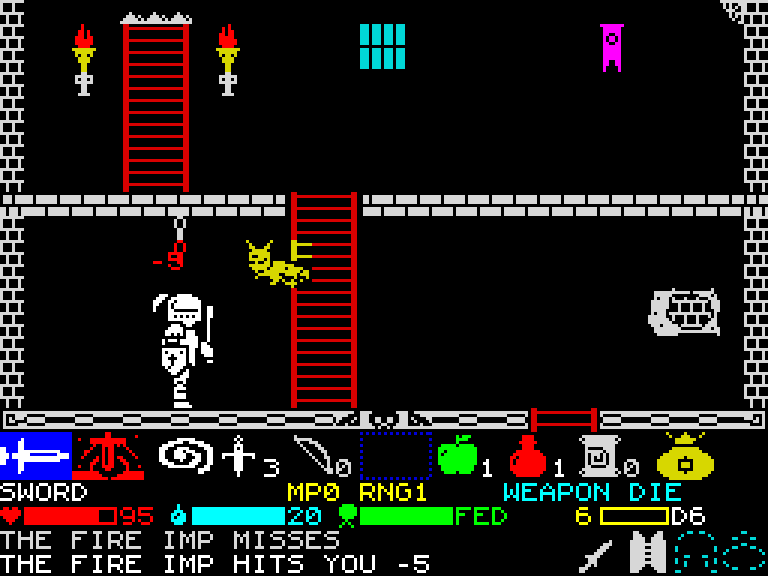 -5
3 0 1 1 0
SWORD MP0 RNG1 WEAPON DIE
95 20 FED 6 D6
THE FIRE IMP MISSES
THE FIRE IMP HITS YOU -5